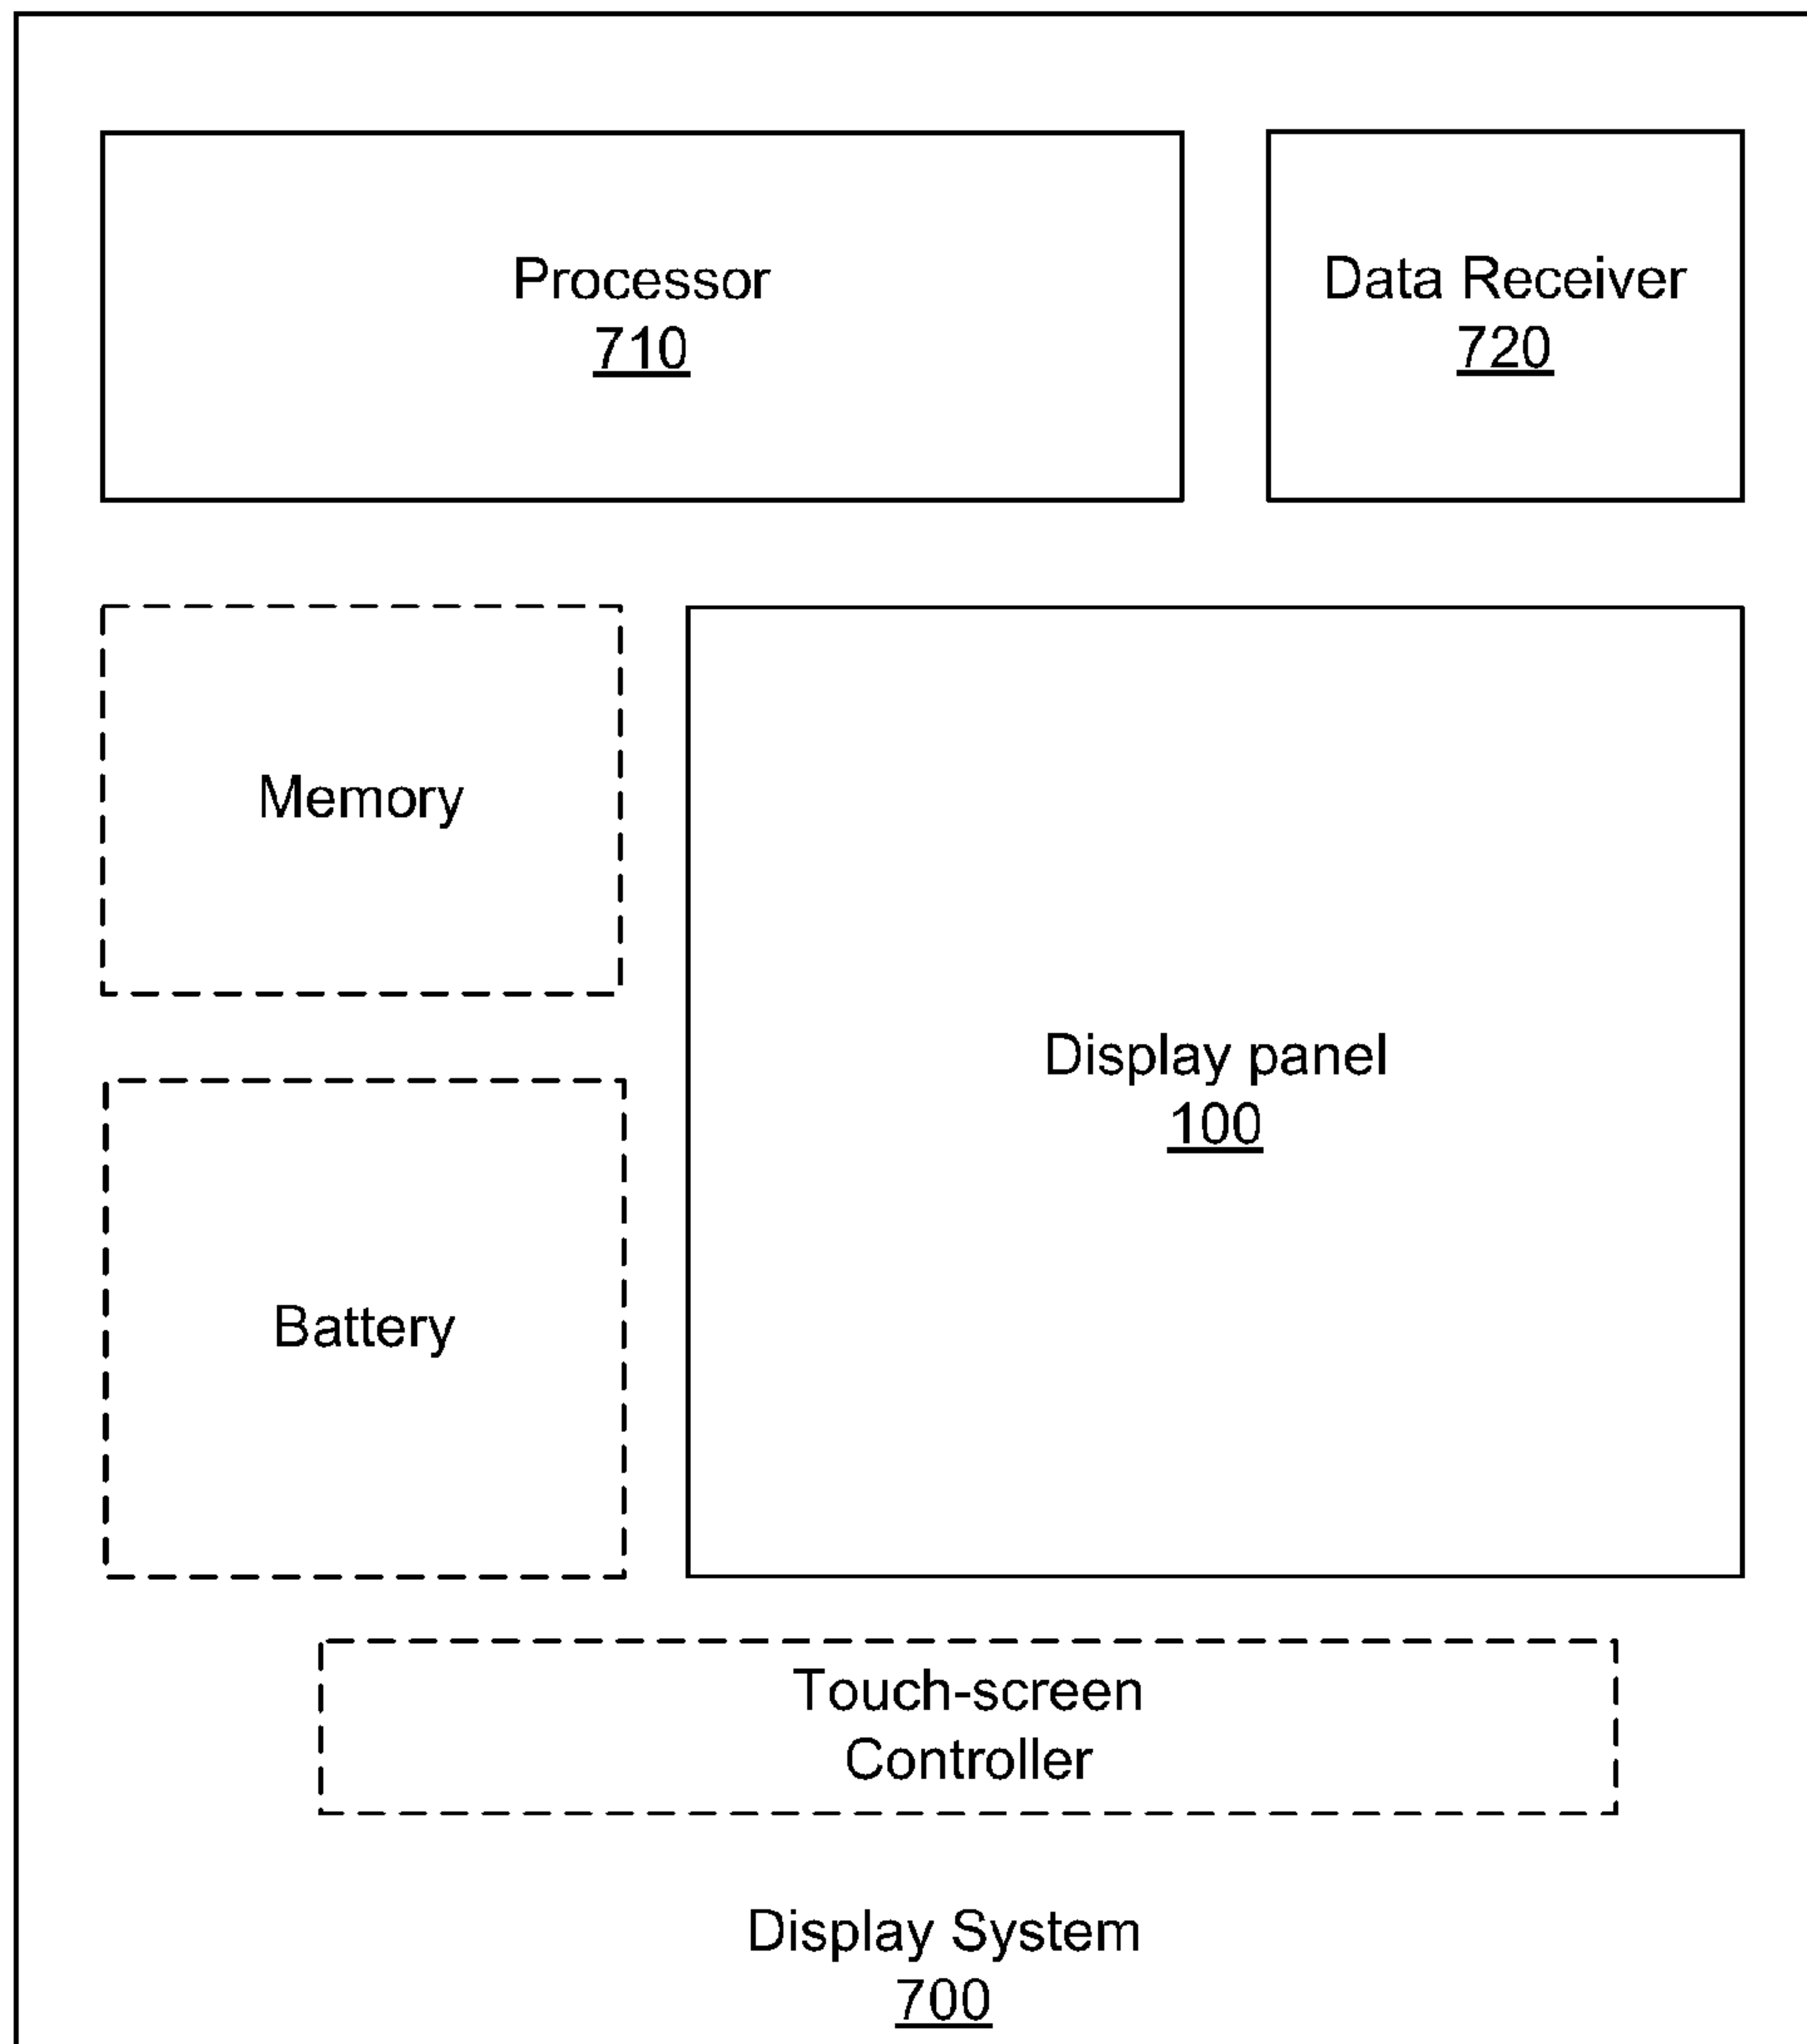 Processor
710
Data Receiver
720
Memory
Display panel
100
Battery
Touch-screen
Controller
Display System
700